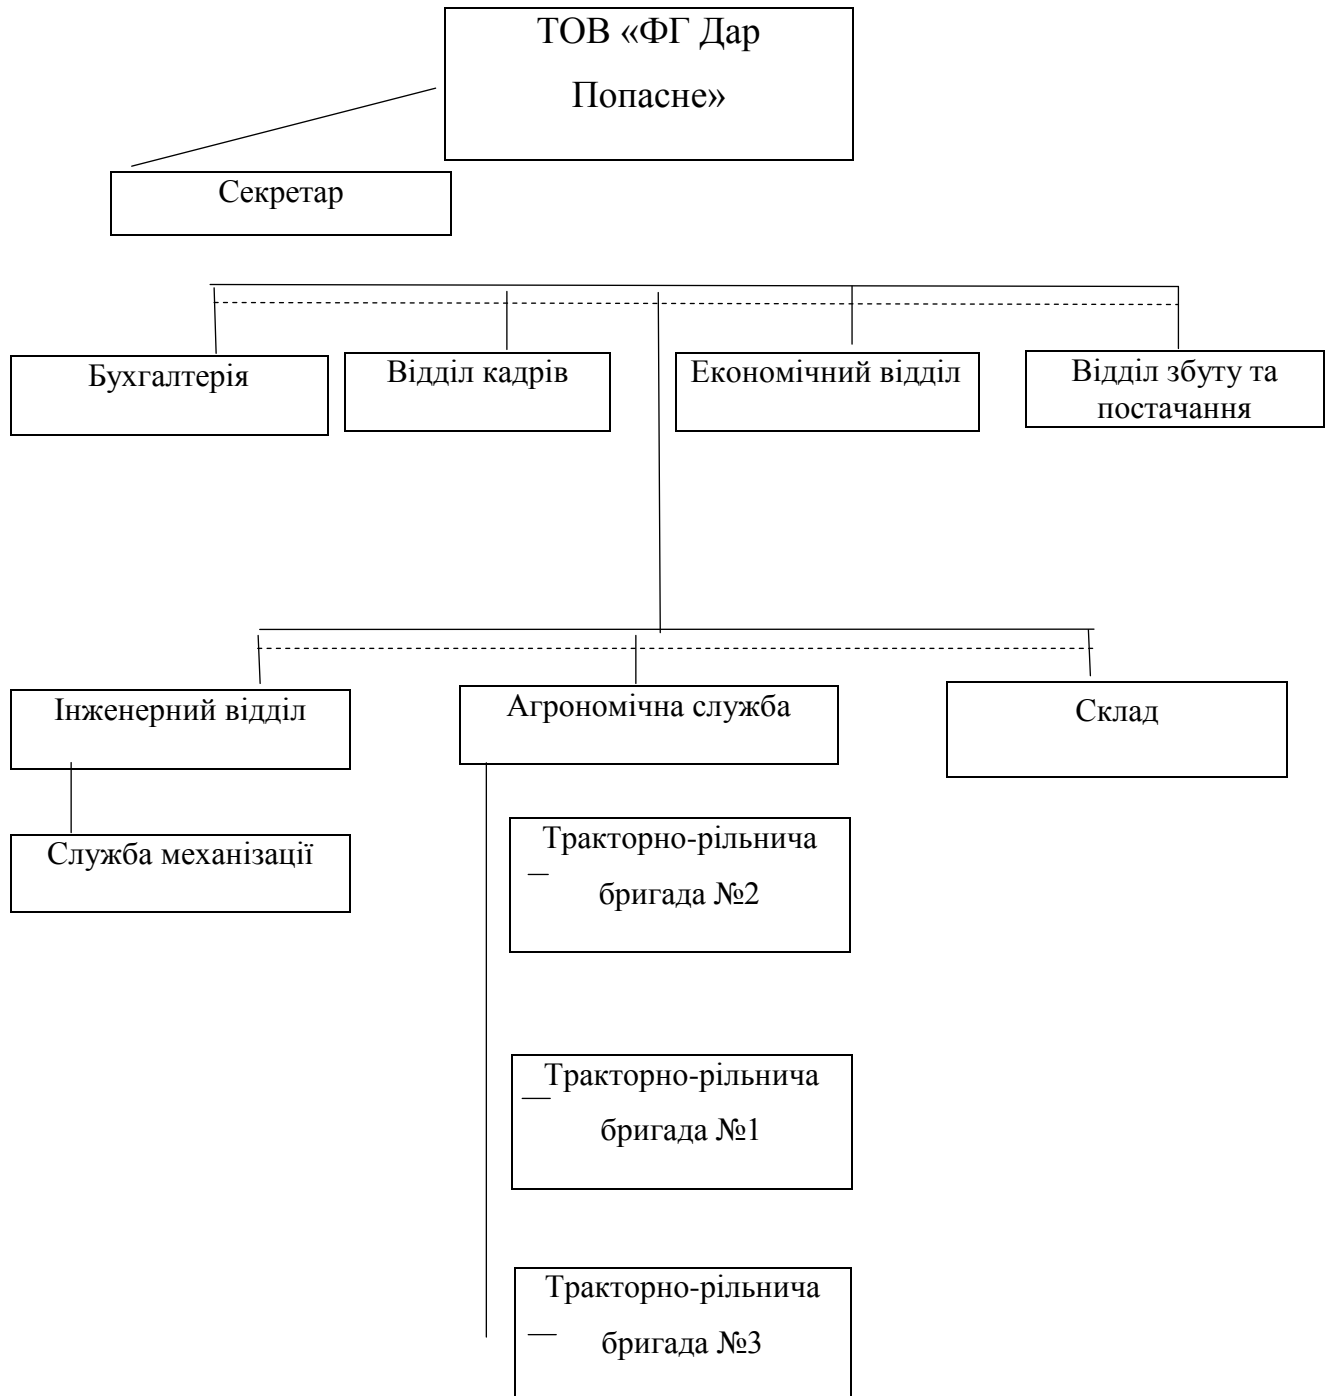 ТОВ «ФГ Дар
Попасне»
Секретар
Бухгалтерія
Відділ кадрів
Економічний відділ
Відділ збуту та
постачання
Інженерний відділ
Агрономічна служба
Склад
Служба механізації
Тракторно-рільнича
бригада №2
Тракторно-рільнича
бригада №1
Тракторно-рільнича
бригада №3